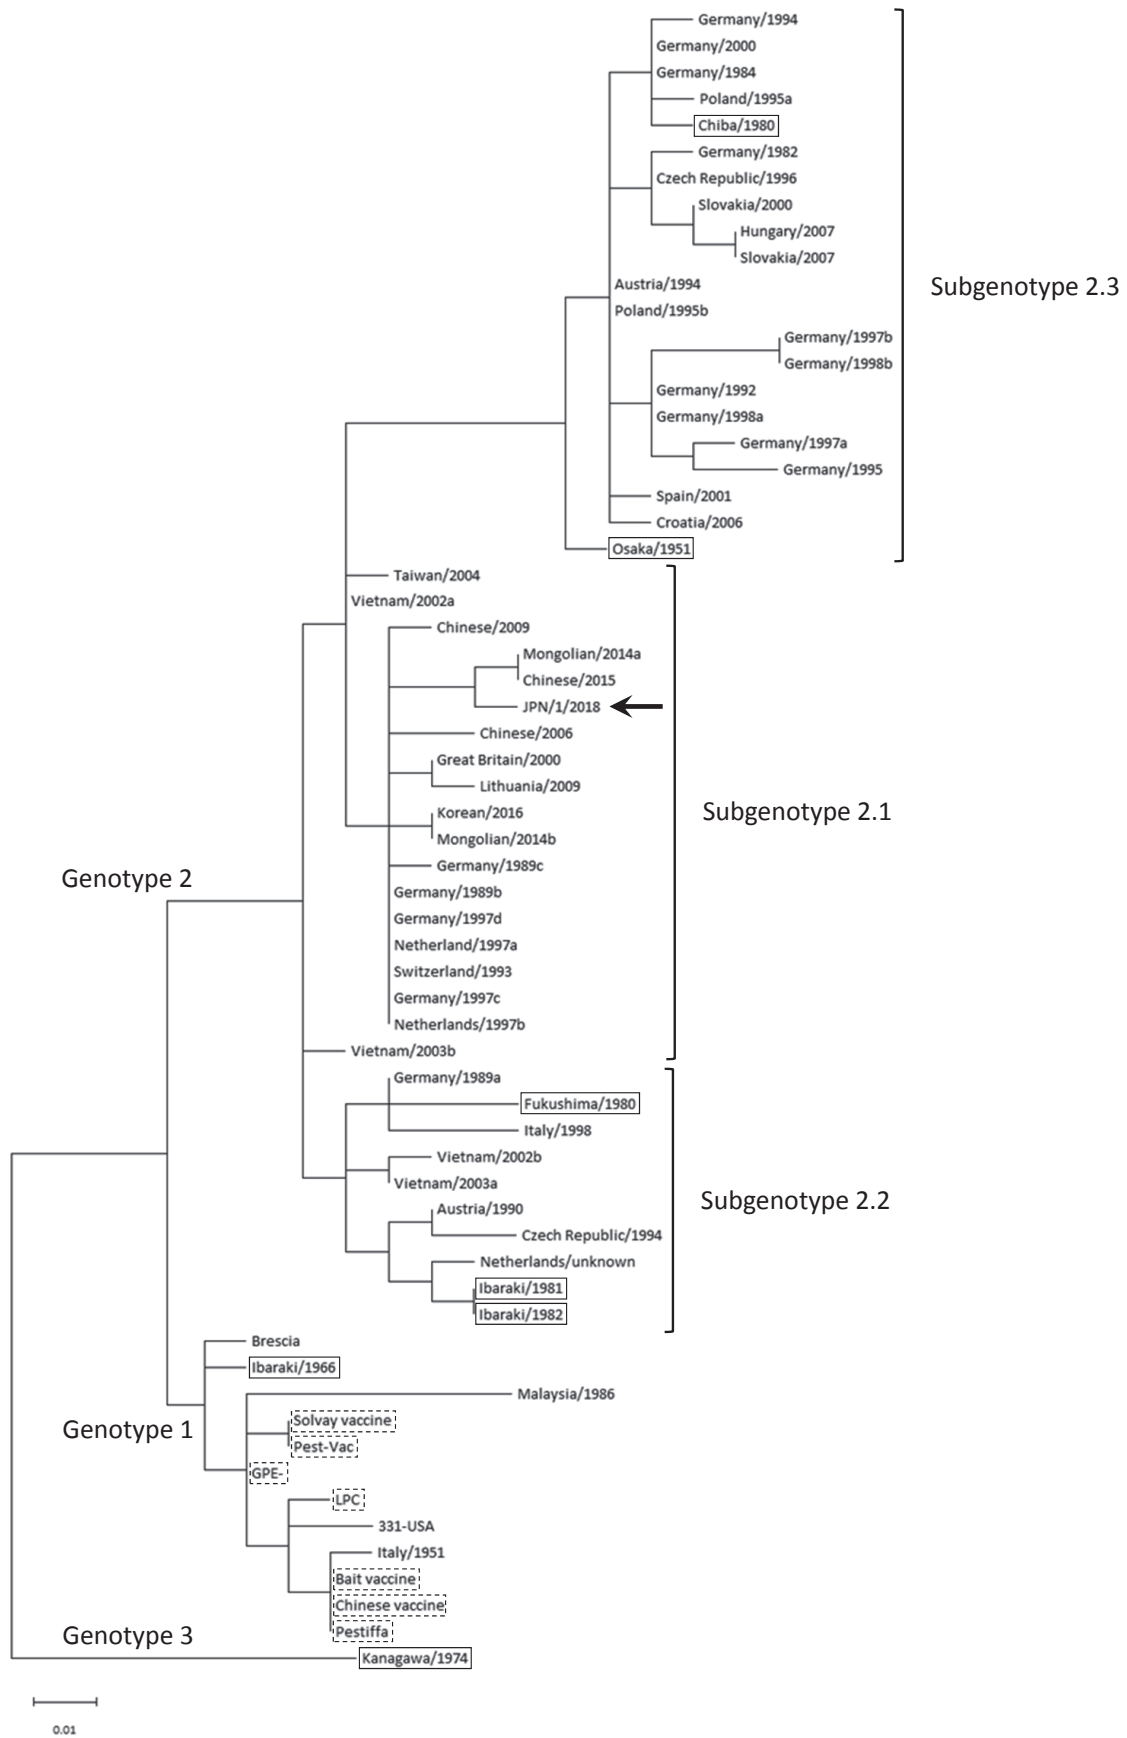 Germany/1994
Germany/2000
Germany/1984
Poland/1995a
Chiba/1980
Germany/1982
Czech Republic/1996
Slovakia/2000
Hungary/2007
Slovakia/2007
Austria/1994
Subgenotype 2.3
Poland/1995b
Germany/1997b
Germany/1998b
Germany/1992
Germany/1998a
Germany/1997a
Germany/1995
Spain/2001
Croatia/2006
Osaka/1951
Taiwan/2004
Vietnam/2002a
Chinese/2009
Mongolian/2014a
Chinese/2015
JPN/1/2018
Chinese/2006
Great Britain/2000
Lithuania/2009
Korean/2016
Subgenotype 2.1
Mongolian/2014b
Germany/1989c
Genotype 2
Germany/1989b
Germany/1997d
Netherland/1997a
Switzerland/1993
Germany/1997c
Netherlands/1997b
Vietnam/2003b
Germany/1989a
Fukushima/1980
Italy/1998
Vietnam/2002b
Vietnam/2003a
Subgenotype 2.2
Austria/1990
Czech Republic/1994
Netherlands/unknown
Ibaraki/1981
Ibaraki/1982
Brescia
Ibaraki/1966
Malaysia/1986
Solvay vaccine
Genotype 1
Pest-Vac
GPE-
LPC
331-USA
Italy/1951
Bait vaccine
Chinese vaccine
Pestiffa
Genotype 3
Kanagawa/1974
0.01